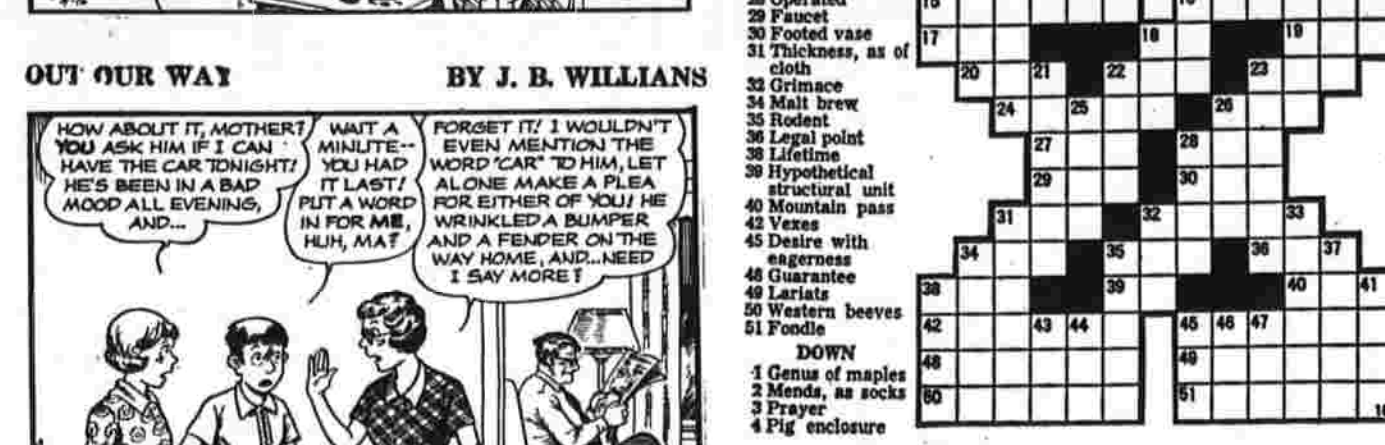 OUT OUR WAY
BY J. B. WILLIANS
HOW ABOUT IT, MOTHER?
YOU ASK HIM IF I CAN
HAVE THE CAR TONIGHT!
HE'S BEEN IN A BAD
MOOD ALL EVENING,
AND...
WAIT A
MINUTE--
YOU HAD
IT LAST!
PUT A WORD
IN FOR ME,
HUH, MA?
FORGET IT! I WOULDN'T
EVEN MENTION THE
WORD "CAR" TO HIM, LET
ALONE MAKE A PLEA
FOR EITHER OF YOU! HE
WRINKLED A BUMPER
AND A FENDER ON THE
WAY HOME, AND...NEED
I SAY MORE?
28 Operated
29 Faucet
30 Footed vase
31 Thickness, as of
cloth
32 Grimace
34 Malt brew
35 Rodent
36 Legal point
38 Lifetime
39 Hypothetical
structural unit
40 Mountain pass
42 Vexes
45 Desire with
eagerness
48 Guarantee
49 Lariats
50 Western beeves
51 Fondle
DOWN
1 Genus of maples
2 Mends, as socks
3 Prayer
4 Pig enclosure
15 16
17 18 19
20 21 22 23
24 25 26
27 28
29 30
31 32 33
34 35 36 37
38 39 40 41
42 43 44 45 46 47
48 49
50 51